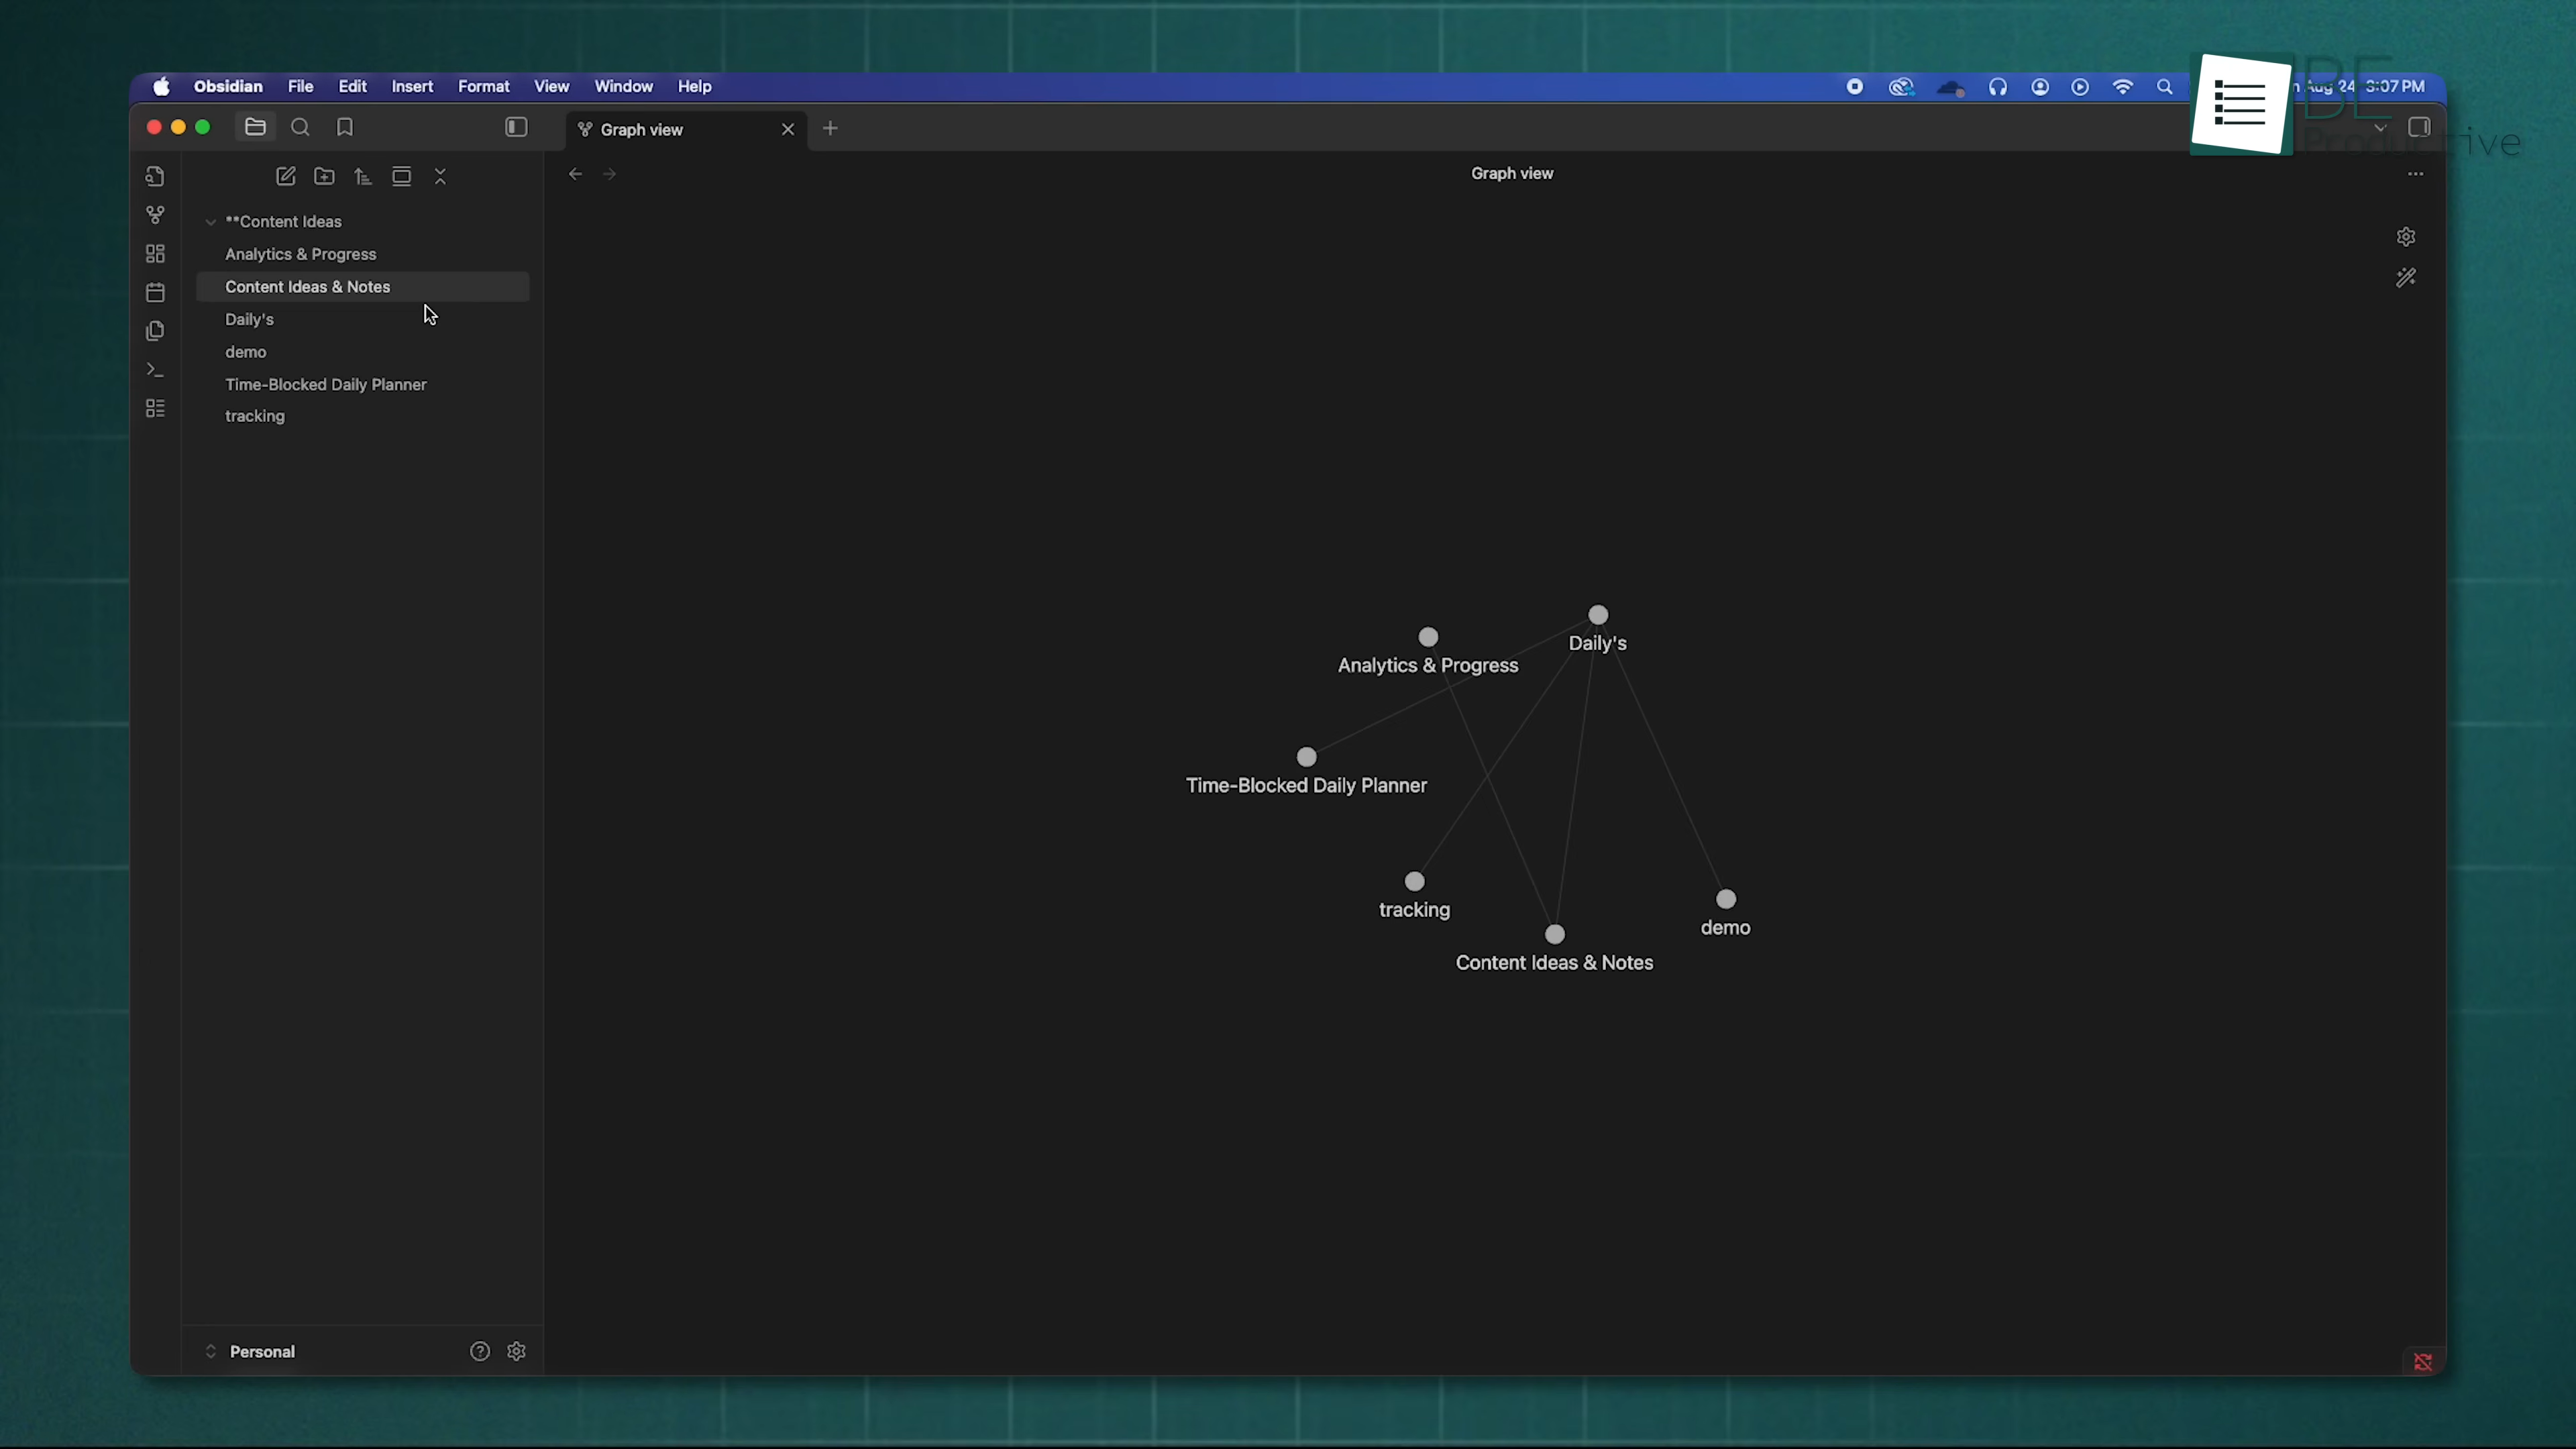 Obsidian File Edit Insert Format View Window Help
Aug 24 3:07 PM
BE
Productive
Graph view
Graph view
**Content Ideas
Analytics & Progress
Content Ideas & Notes
Daily's
demo
Time-Blocked Daily Planner
tracking
Daily's
Analytics & Progress
Time-Blocked Daily Planner
tracking
demo
Content Ideas & Notes
Personal